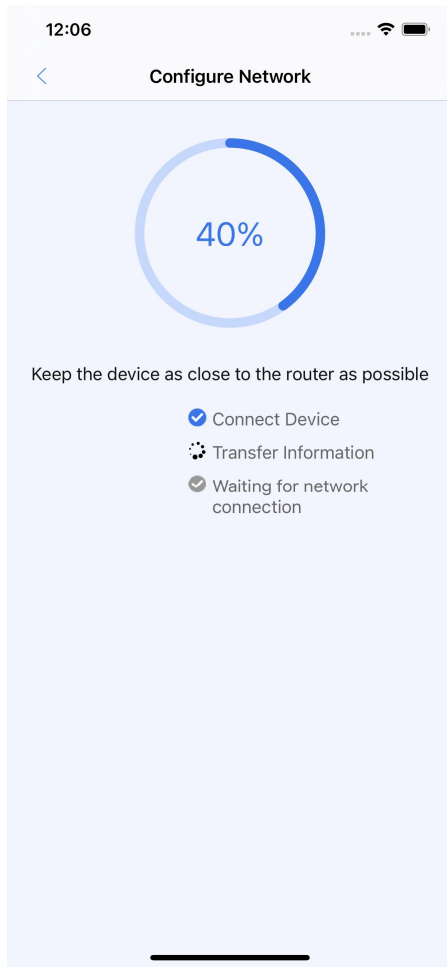 12:06
Configure Network
40%
Keep the device as close to the router as possible
Connect Device
Transfer Information
Waiting for network
connection